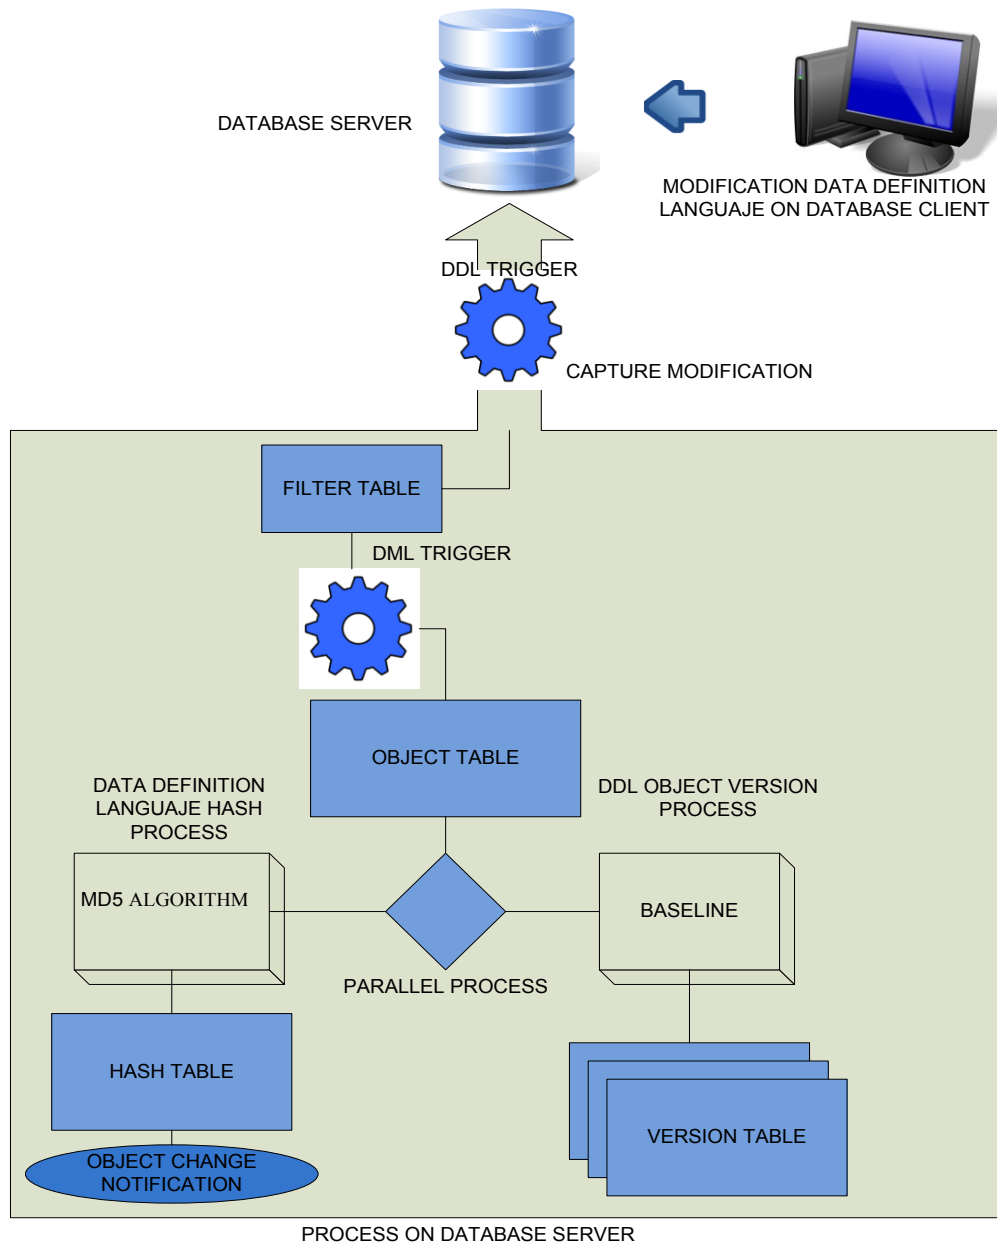 DATABASE SERVER
MODIFICATION DATA DEFINITION
LANGUAJE ON DATABASE CLIENT
DDL TRIGGER
CAPTURE MODIFICATION
FILTER TABLE
DML TRIGGER
OBJECT TABLE
DATA DEFINITION
LANGUAJE HASH
PROCESS
DDL OBJECT VERSION
PROCESS
MD5 ALGORITHM
BASELINE
PARALLEL PROCESS
HASH TABLE
VERSION TABLE
OBJECT CHANGE
NOTIFICATION
PROCESS ON DATABASE SERVER